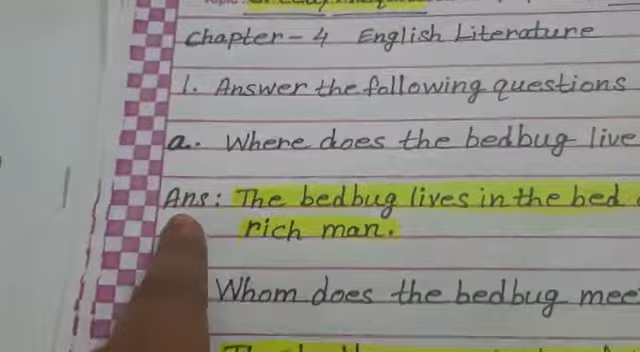 Chapter - 4 English Literature
1. Answer the following questions
a. Where does the bedbug live
Ans: The bedbug lives in the bed
rich man.
Whom does the bedbug mee